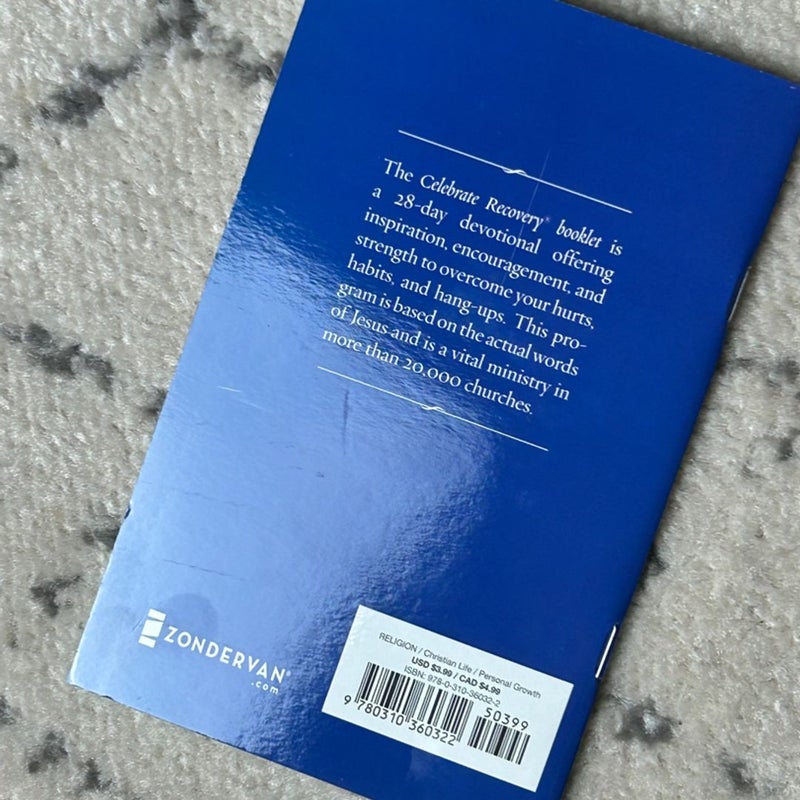 The Celebrate Recovery® booklet is
a 28-day devotional offering
inspiration, encouragement, and
strength to overcome your hurts,
habits, and hang-ups. This pro-
gram is based on the actual words
of Jesus and is a vital ministry in
more than 20,000 churches.
ZONDERVAN®
.com
RELIGION / Christian Life / Personal Growth
USD $3.99 / CAD $4.99
ISBN: 978-0-310-36032-2
50399
9 780310 360322